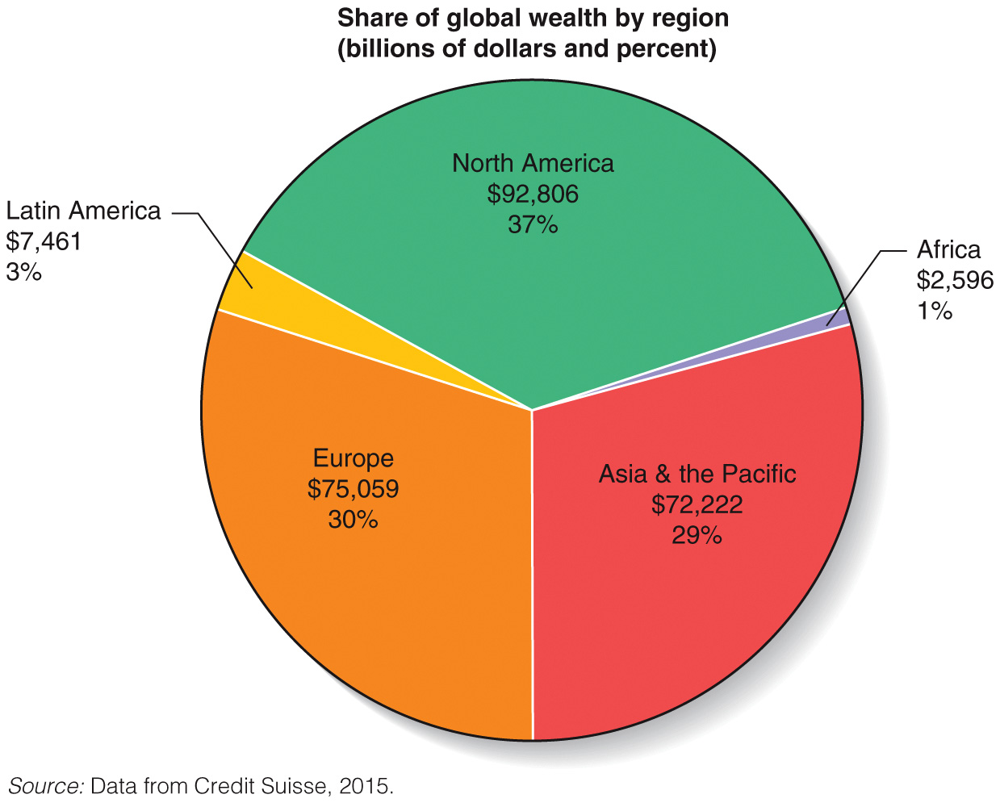 Share of global wealth by region
(billions of dollars and percent)
North America
$92,806
37%
Latin America
$7,461
3%
Africa
$2,596
1%
Europe
$75,059
30%
Asia & the Pacific
$72,222
29%
Source: Data from Credit Suisse, 2015.